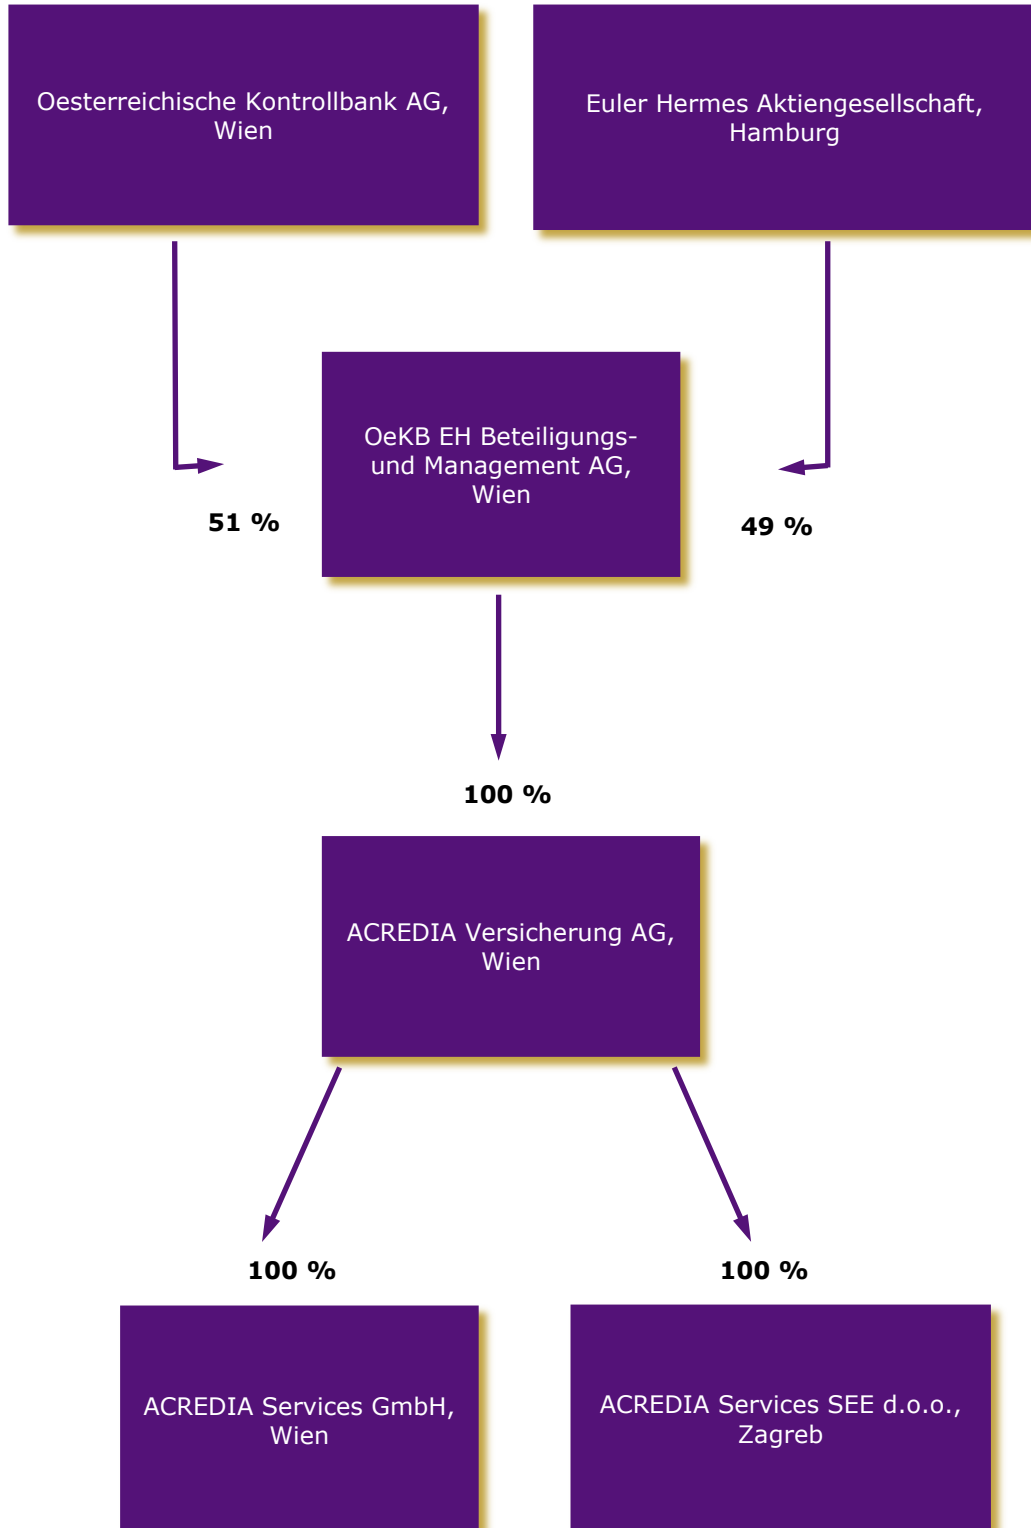 Oesterreichische Kontrollbank AG,
Wien
Euler Hermes Aktiengesellschaft,
Hamburg
OeKB EH Beteiligungs-
und Management AG,
Wien
51 %
49 %
100 %
ACREDIA Versicherung AG,
Wien
100 %
100 %
ACREDIA Services GmbH,
Wien
ACREDIA Services SEE d.o.o.,
Zagreb